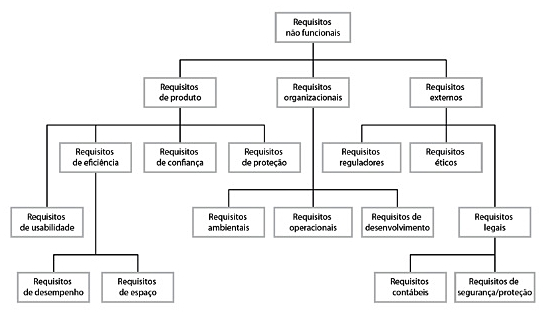 Requisitos
não funcionais
Requisitos
de produto
Requisitos
organizacionais
Requisitos
externos
Requisitos
de eficiência
Requisitos
de confiança
Requisitos
de proteção
Requisitos
reguladores
Requisitos
éticos
Requisitos
de usabilidade
Requisitos
ambientais
Requisitos
operacionais
Requisitos de
desenvolvimento
Requisitos
legais
Requisitos
de desempenho
Requisitos
de espaço
Requisitos
contábeis
Requisitos de
segurança/proteção